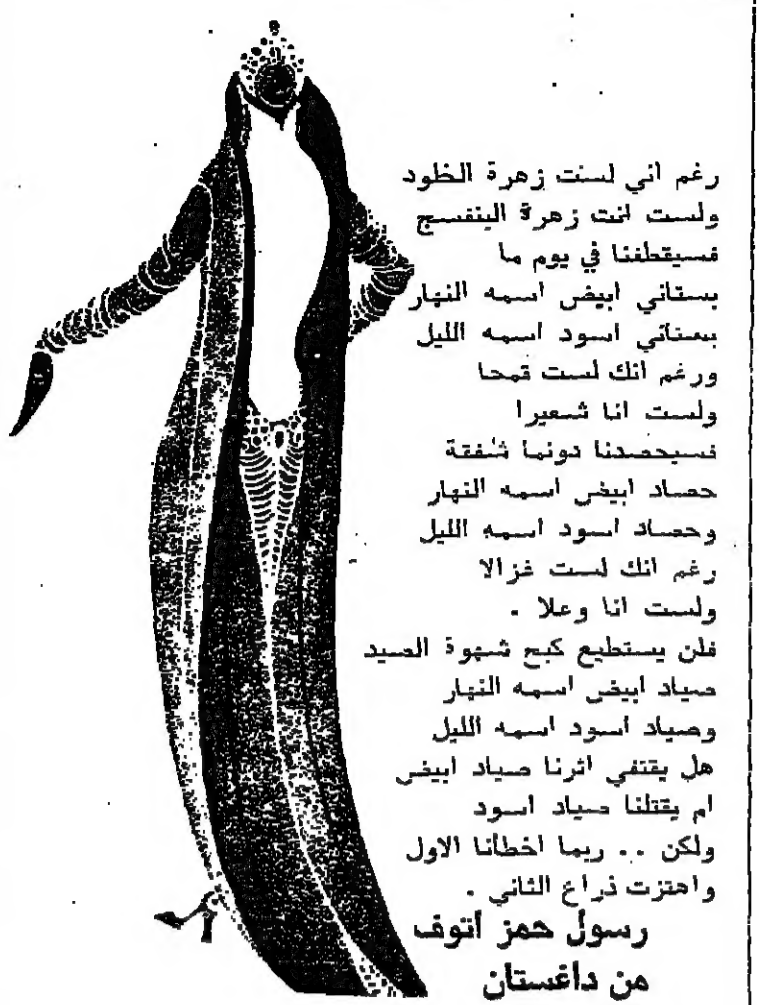 رغم اني لست زهرة الظود
ولست انت زهرة البنفسج
فسيقطفنا في يوم ما
بستاني ابيض اسمه النهار
بستاني اسود اسمه الليل
ورغم انك لست قمحا
ولست انا شعيرا
فسيحصدنا دونما شفقة
حصاد ابيض اسمه النهار
وحصاد اسود اسمه الليل
رغم انك لست غزالا
ولست انا وعلا .
فلن يستطيع كبح شهوة الصيد
صياد ابيض اسمه النهار
وصياد اسود اسمه الليل
هل يقتفي اثرنا صياد ابيض
ام يقتلنا صياد اسود
ولكن .. ربما اخطأنا الاول
واهتزت ذراع الثاني .
رسول حمز اتوف
من داغستان